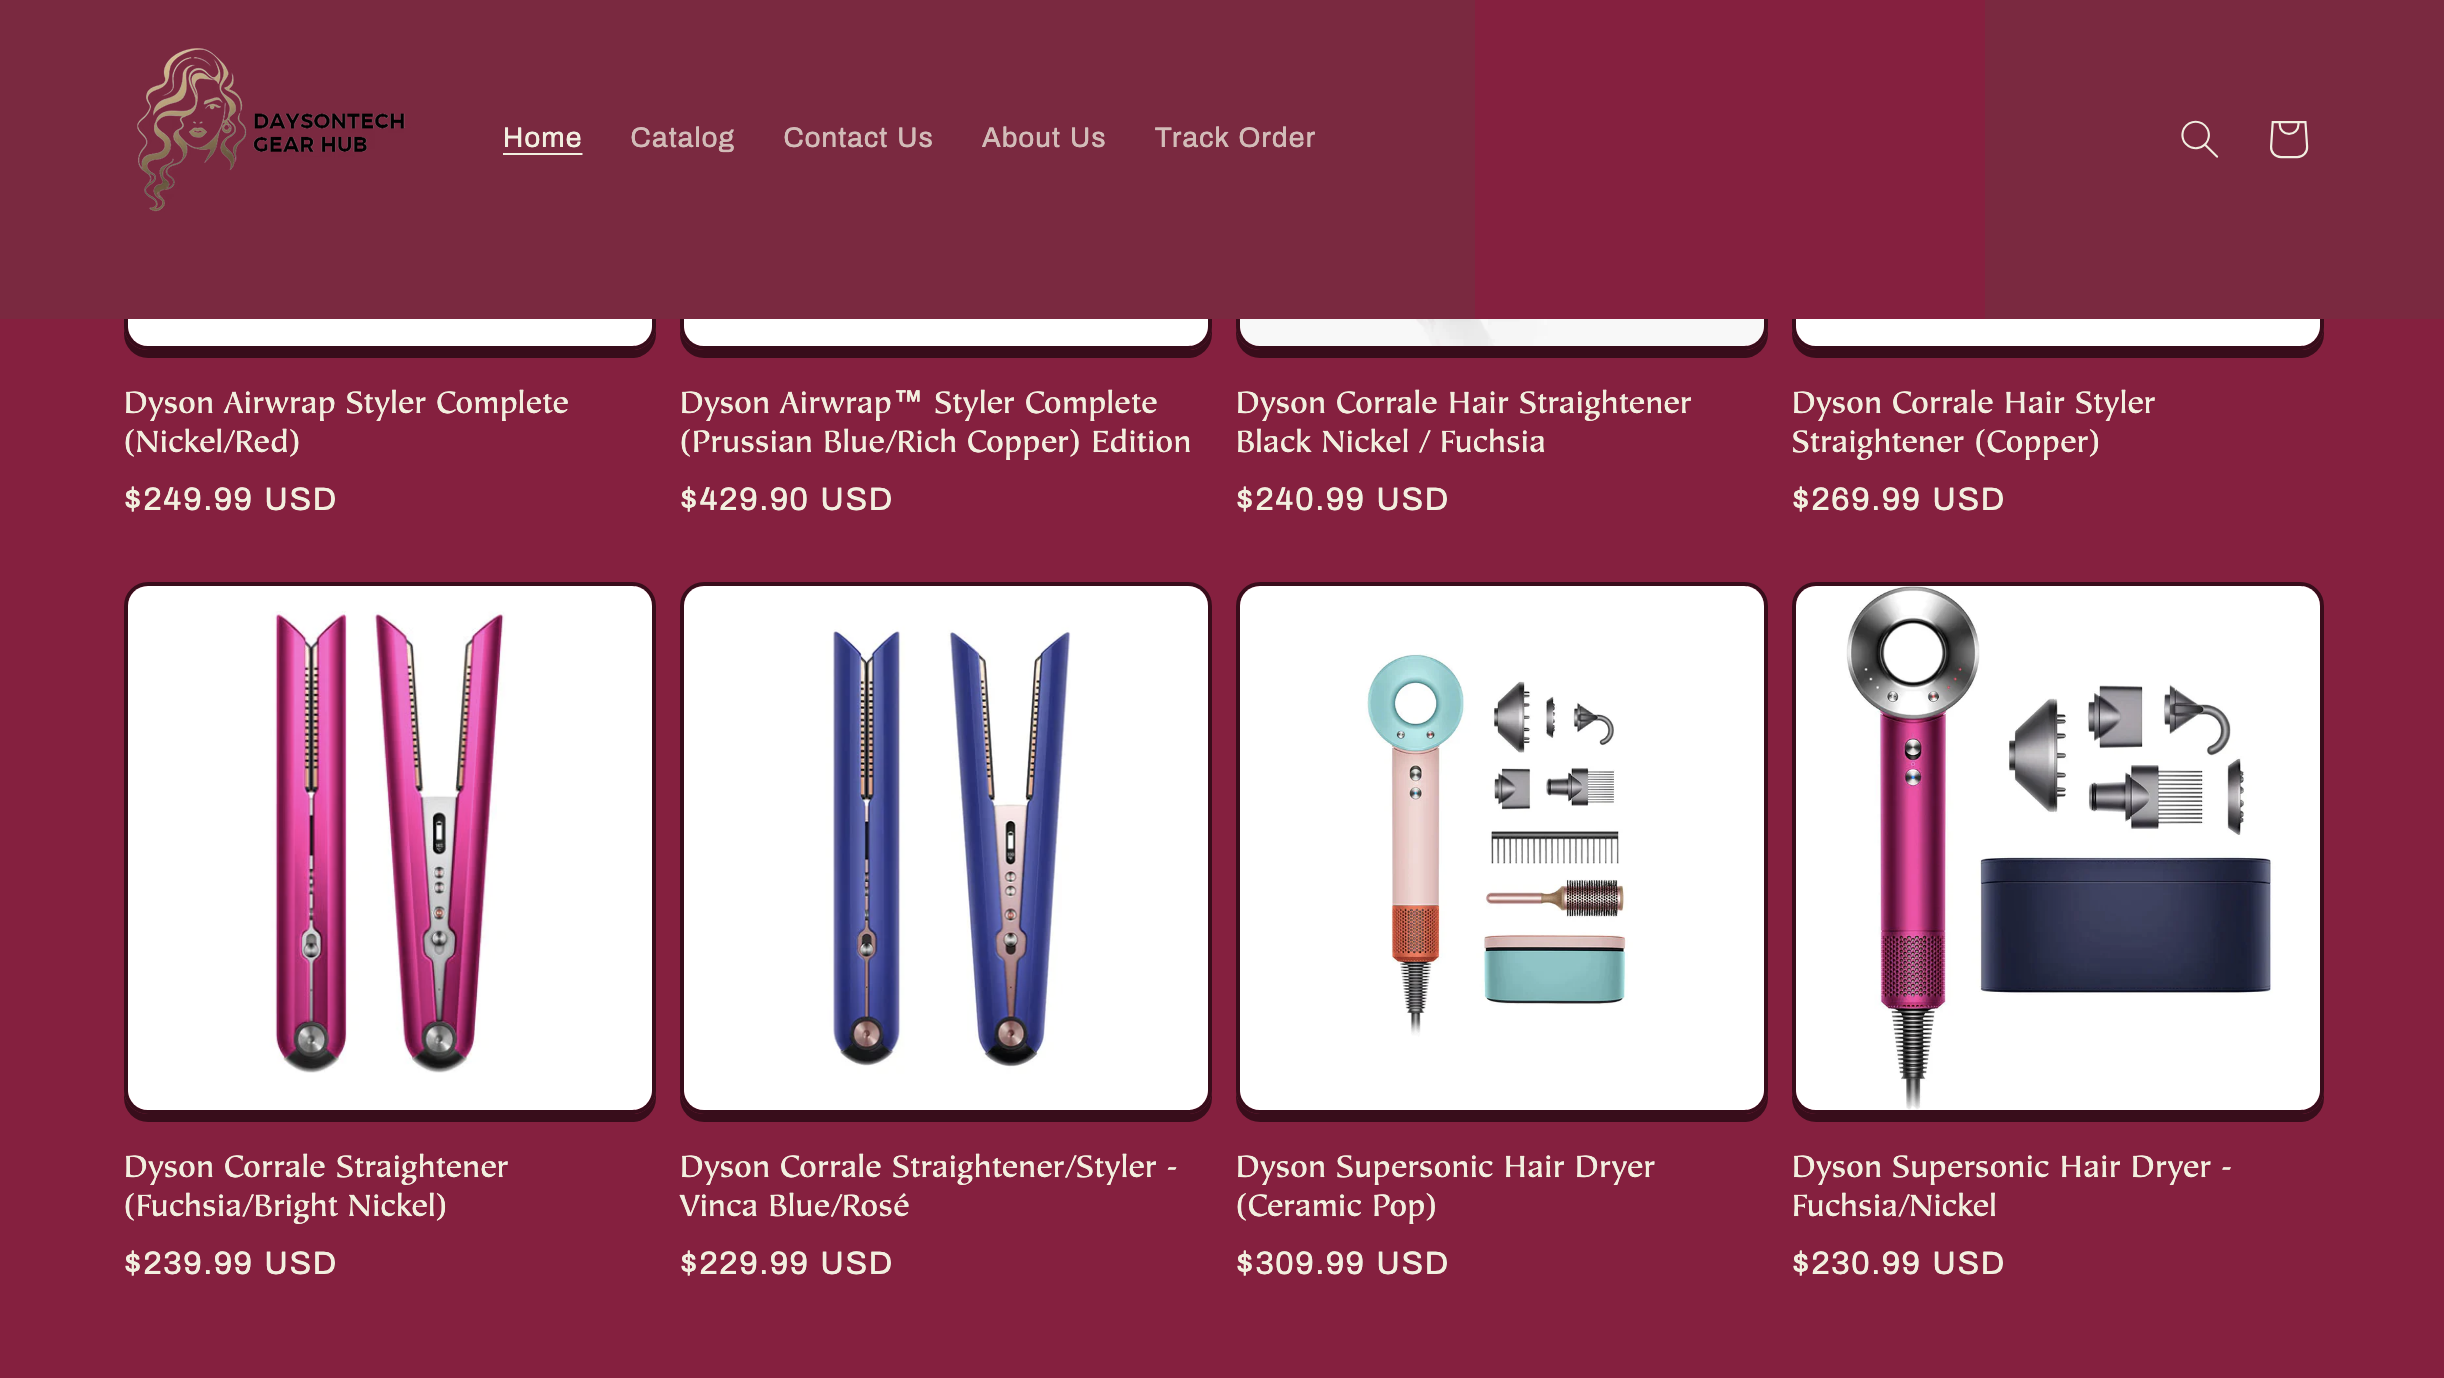 DAYSONTECH
GEAR HUB
Home
Catalog
Contact Us
About Us
Track Order
Dyson Airwrap Styler Complete
(Nickel/Red)
$249.99 USD
Dyson Airwrap™ Styler Complete
(Prussian Blue/Rich Copper) Edition
$429.90 USD
Dyson Corrale Hair Straightener
Black Nickel / Fuchsia
$240.99 USD
Dyson Corrale Hair Styler
Straightener (Copper)
$269.99 USD
Dyson Corrale Straightener
(Fuchsia/Bright Nickel)
$239.99 USD
Dyson Corrale Straightener/Styler -
Vinca Blue/Rosé
$229.99 USD
Dyson Supersonic Hair Dryer
(Ceramic Pop)
$309.99 USD
Dyson Supersonic Hair Dryer -
Fuchsia/Nickel
$230.99 USD